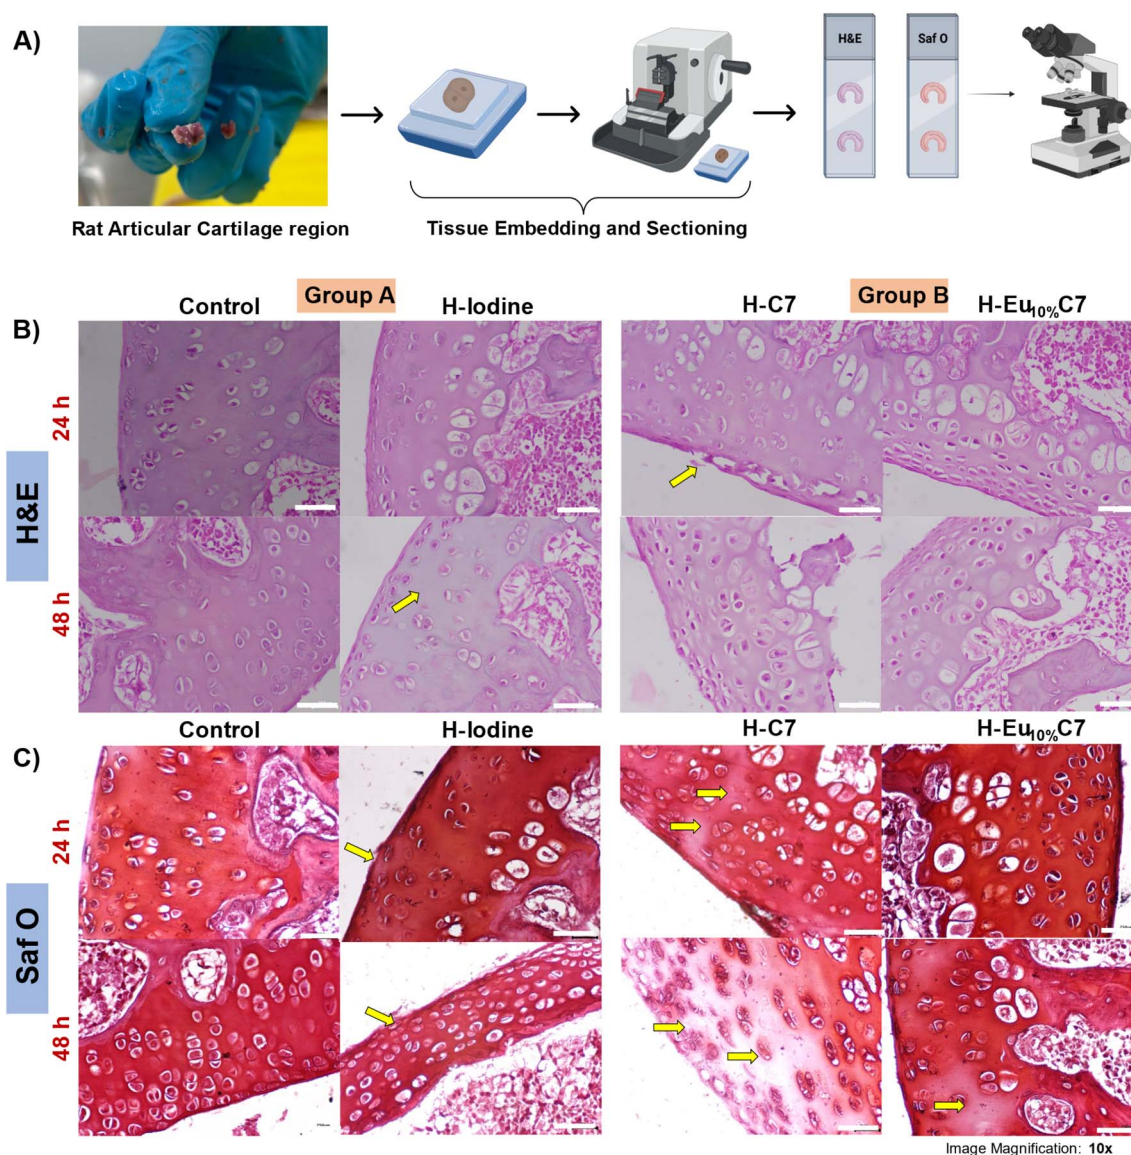 A)
H&E
Saf O
Rat Articular Cartilage region
Tissue Embedding and Sectioning
Group A
Group B
Control
H-Iodine
H-C7
H-Eu10%C7
B)
24 h
H&E
48 h
Control
H-Iodine
H-C7
H-Eu10%C7
C)
24 h
Saf O
48 h
Image Magnification: 10x